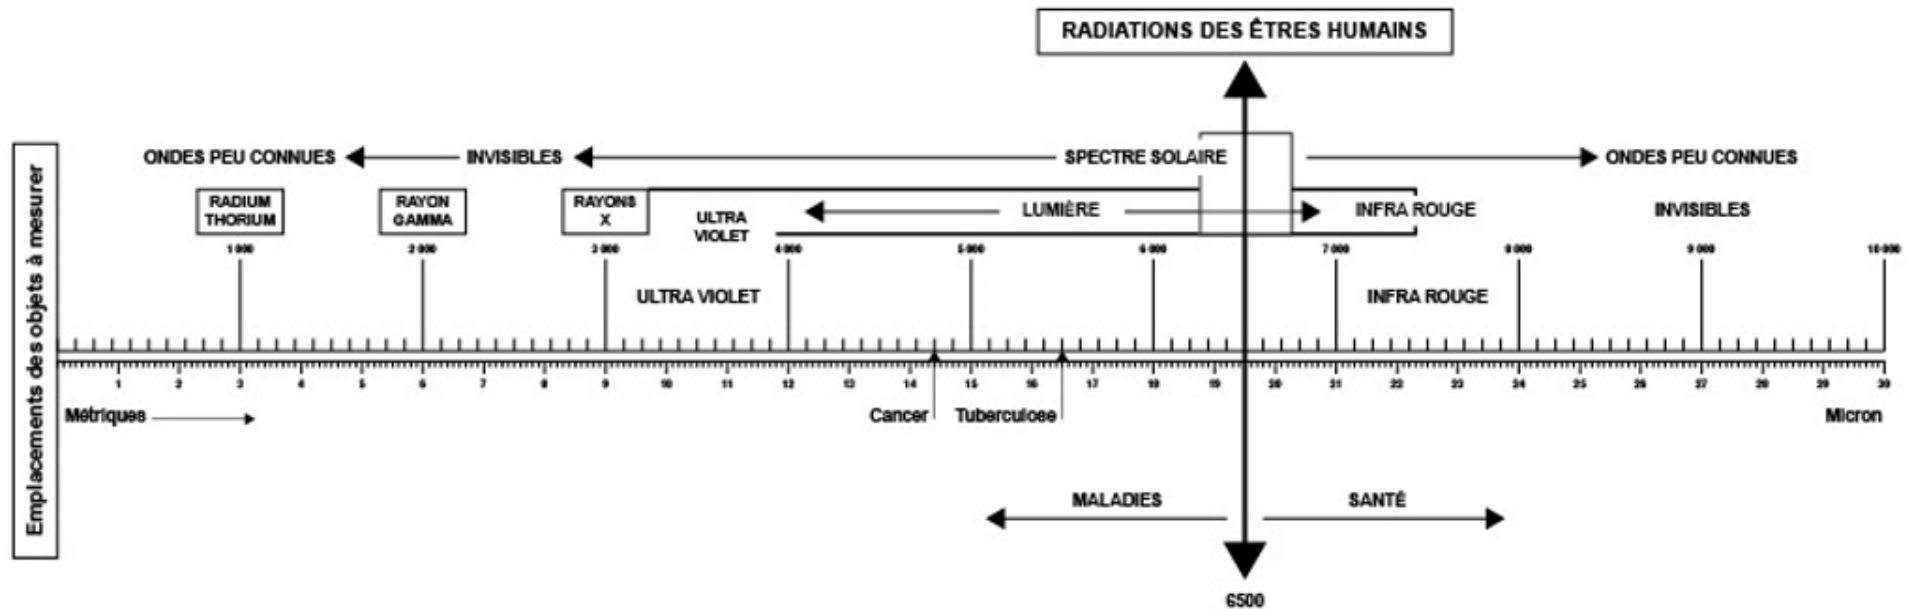 RADIATIONS DES ÊTRES HUMAINS
Emplacements des objets à mesurer
ONDES PEU CONNUES INVISIBLES SPECTRE SOLAIRE ONDES PEU CONNUES
RADIUM
THORIUM
RAYON
GAMMA
RAYONS
X
ULTRA
VIOLET
LUMIÈRE
INFRA ROUGE
INVISIBLES
1 000 2 000 3 000 4 000 5 000 6 000 7 000 8 000 9 000 10 000
ULTRA VIOLET INFRA ROUGE
1 2 3 4 5 6 7 8 9 10 11 12 13 14 15 16 17 18 19 20 21 22 23 24 25 26 27 28 29 30
Métriques Cancer Tuberculose Micron
MALADIES SANTÉ
6500